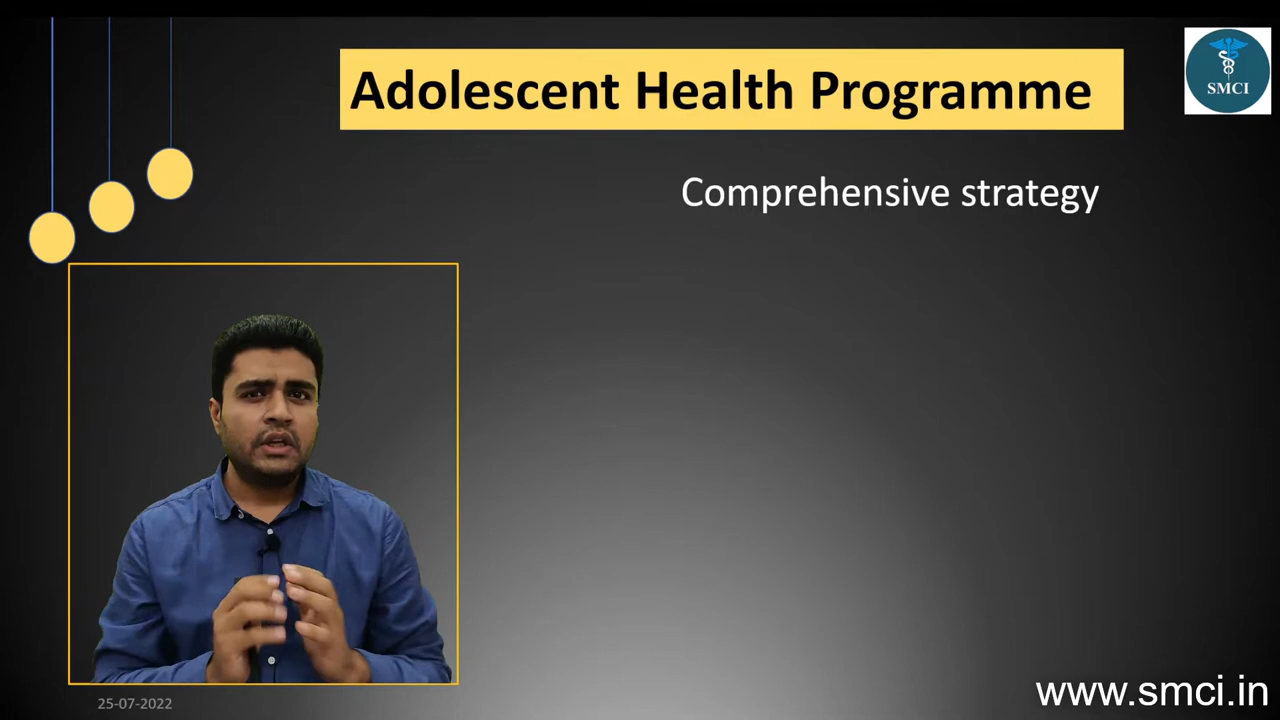 Adolescent Health Programme
SMCI
Comprehensive strategy
25-07-2022
www.smci.in